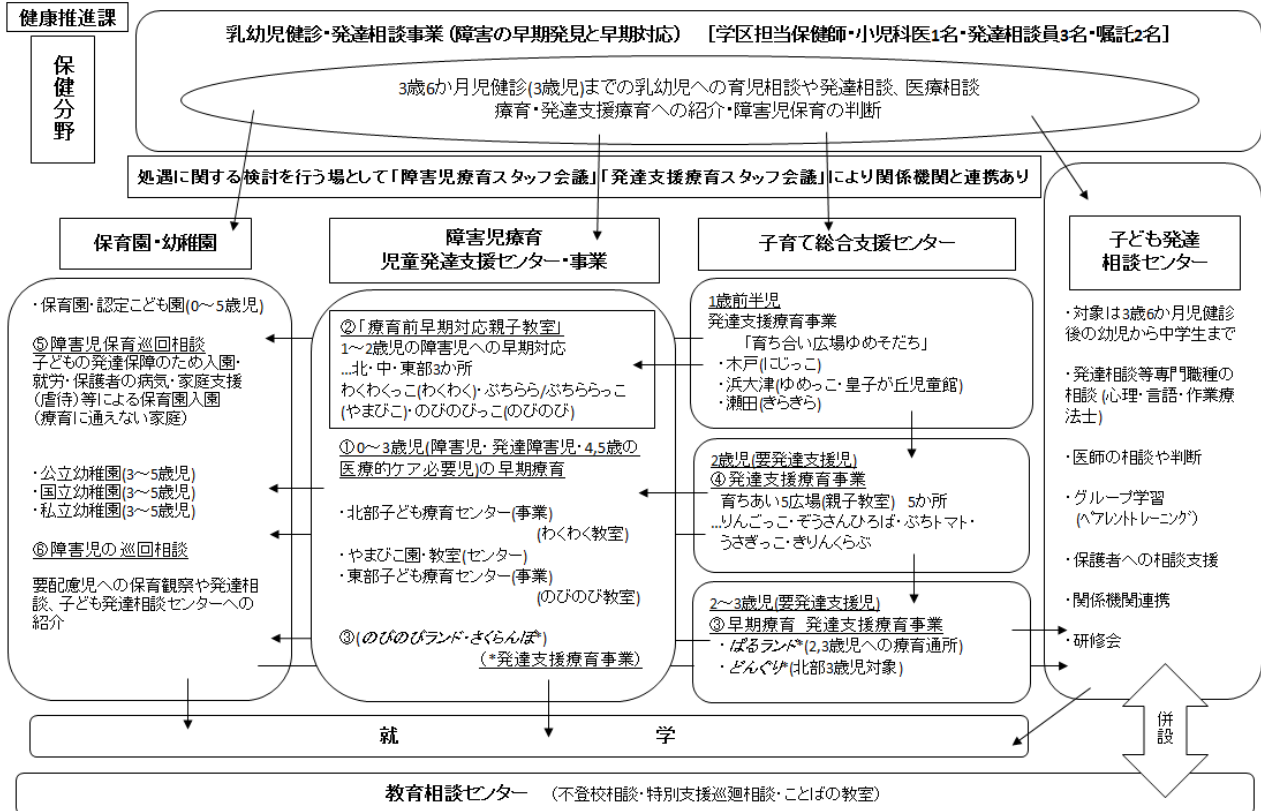 健康推進課
保健分野
乳幼児健診・発達相談事業(障害の早期発見と早期対応)　[学区担当保健師・小児科医1名・発達相談員3名・嘱託2名]
3歳6か月児健診(3歳児)までの乳幼児への育児相談や発達相談、医療相談
療育・発達支援療育への紹介・障害児保育の判断
処遇に関する検討を行う場として「障害児療育スタッフ会議」「発達支援療育スタッフ会議」により関係機関と連携あり
保育園・幼稚園
・保育園・認定こども園(0～5歳児)
⑤障害児保育巡回相談
子どもの発達保障のため入園・
就労・保護者の病気・家庭支援
(虐待)等による保育園入園
(療育に通えない家庭)
・公立幼稚園(3～5歳児)
・国立幼稚園(3～5歳児)
・私立幼稚園(3～5歳児)
⑥障害児の巡回相談
要配慮児への保育観察や発達相
談、子ども発達相談センターへの
紹介
障害児療育
児童発達支援センター・事業
②「療育前早期対応親子教室」
1～2歳児の障害児への早期対応
…北・中・東部3か所
わくわくっこ(わくわく)・ぷちらら/ぷちららっこ
(やまびこ)・のびのびっこ(のびのび)
①0～3歳児(障害児・発達障害児・4,5歳の
医療的ケア必要児)の早期療育
・北部子ども療育センター(事業)
(わくわく教室)
・やまびこ園・教室(センター)
・東部子ども療育センター(事業)
(のびのび教室)
③(のびのびランド・さくらんぼ*)
(*発達支援療育事業)
子育て総合支援センター
1歳前半児
発達支援療育事業
「育ち合い広場ゆめそだち」
・木戸(にじっこ)
・浜大津(ゆめっこ・皇子が丘児童館)
・瀬田(きらきら)
2歳児(要発達支援児)
④発達支援療育事業
育ちあい5広場(親子教室)　5か所
…りんごっこ・ぞうさんひろば・ぷちトマト・
うさぎっこ・きりんくらぶ
2～3歳児(要発達支援児)
③早期療育　発達支援療育事業
・ぱるランド*(2,3歳児への療育通所)
・どんぐり*(北部3歳児対象)
子ども発達
相談センター
・対象は3歳6か月児健診
後の幼児から中学生まで
・発達相談等専門職種の
相談(心理・言語・作業療
法士)
・医師の相談や判断
・グループ学習
(ペアレントトレーニング)
・保護者への相談支援
・関係機関連携
・研修会
併設
就　学
教育相談センター　(不登校相談・特別支援巡廻相談・ことばの教室)